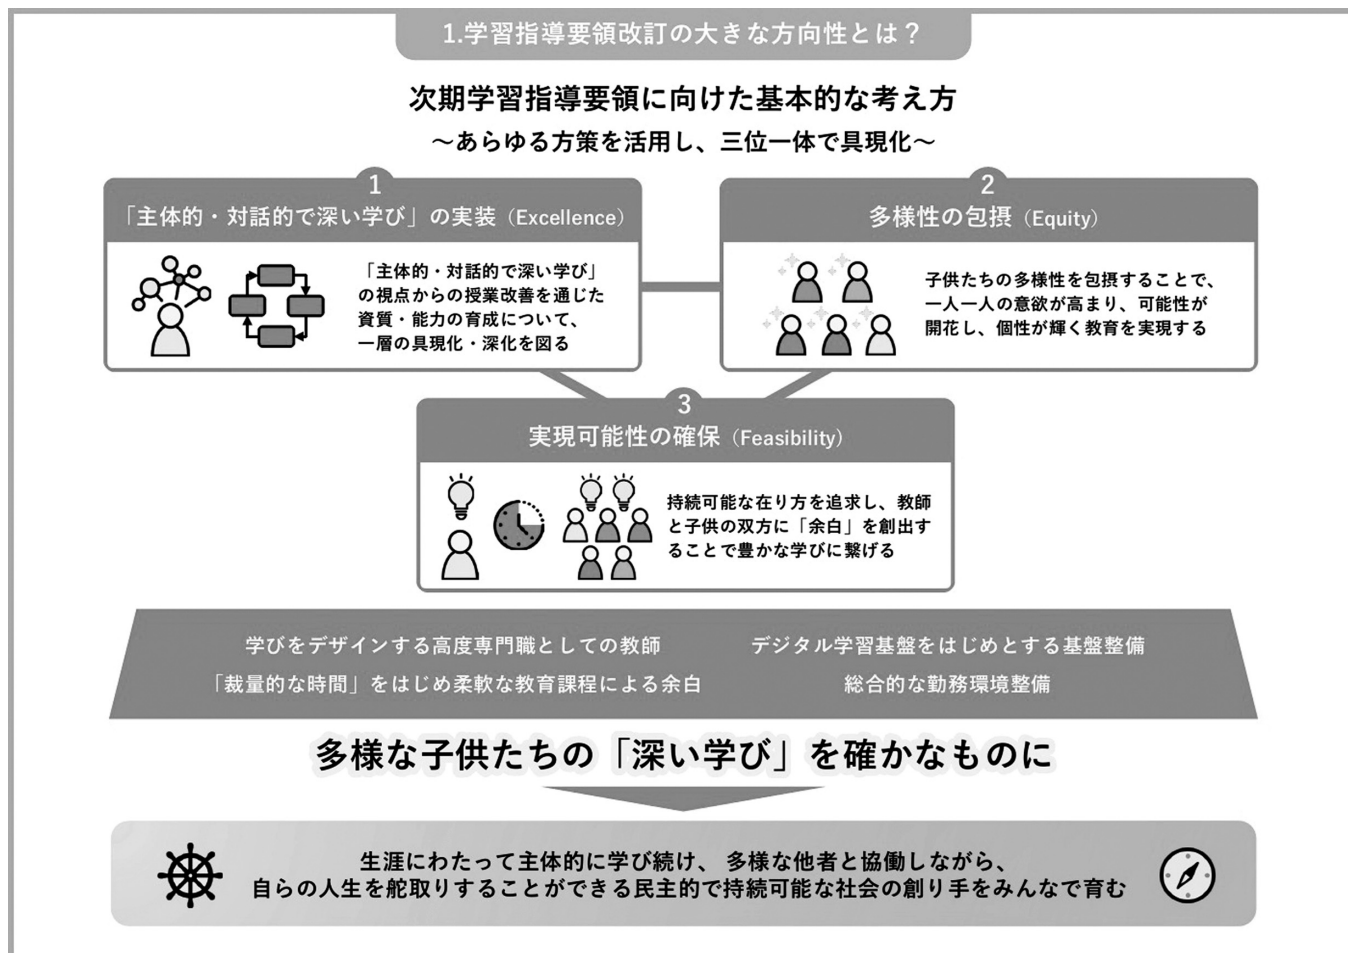 1.学習指導要領改訂の大きな方向性とは？
次期学習指導要領に向けた基本的な考え方
～あらゆる方策を活用し、三位一体で具現化～
1
「主体的・対話的で深い学び」の実装（Excellence）
「主体的・対話的で深い学び」
の視点からの授業改善を通じた
資質・能力の育成について、
一層の具現化・深化を図る
2
多様性の包摂（Equity）
子供たちの多様性を包摂することで、
一人一人の意欲が高まり、可能性が
開花し、個性が輝く教育を実現する
3
実現可能性の確保（Feasibility）
持続可能な在り方を追求し、教師
と子供の双方に「余白」を創出す
ることで豊かな学びに繋げる
学びをデザインする高度専門職としての教師
デジタル学習基盤をはじめとする基盤整備
「裁量的な時間」をはじめ柔軟な教育課程による余白
総合的な勤務環境整備
多様な子供たちの「深い学び」を確かなものに
生涯にわたって主体的に学び続け、 多様な他者と協働しながら、
自らの人生を舵取りすることができる民主的で持続可能な社会の創り手をみんなで育む